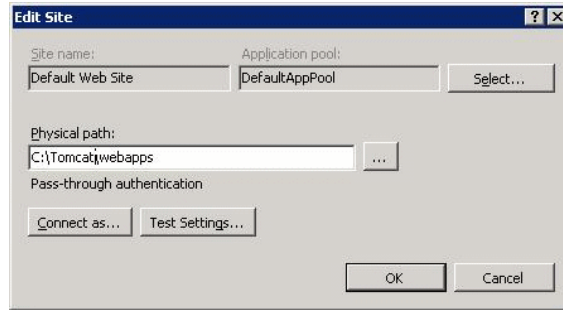 Edit Site
Site name:
Application pool:
Default Web Site
DefaultAppPool
Select...
Physical path:
C:\Tomcat\webapps
...
Pass-through authentication
Connect as...
Test Settings...
OK
Cancel